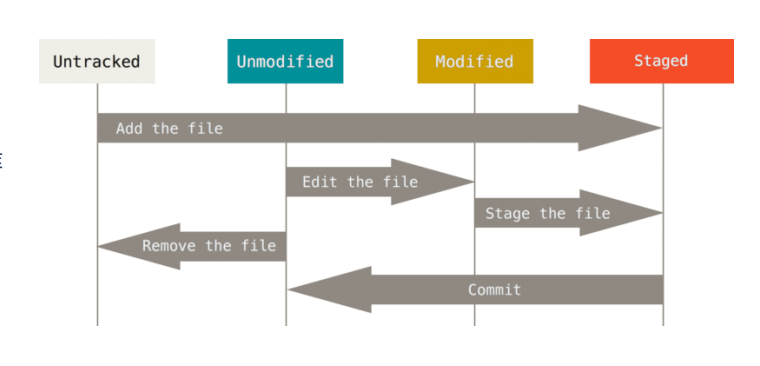 Untracked
Unmodified
Modified
Staged
Add the file
Edit the file
Stage the file
Remove the file
Commit